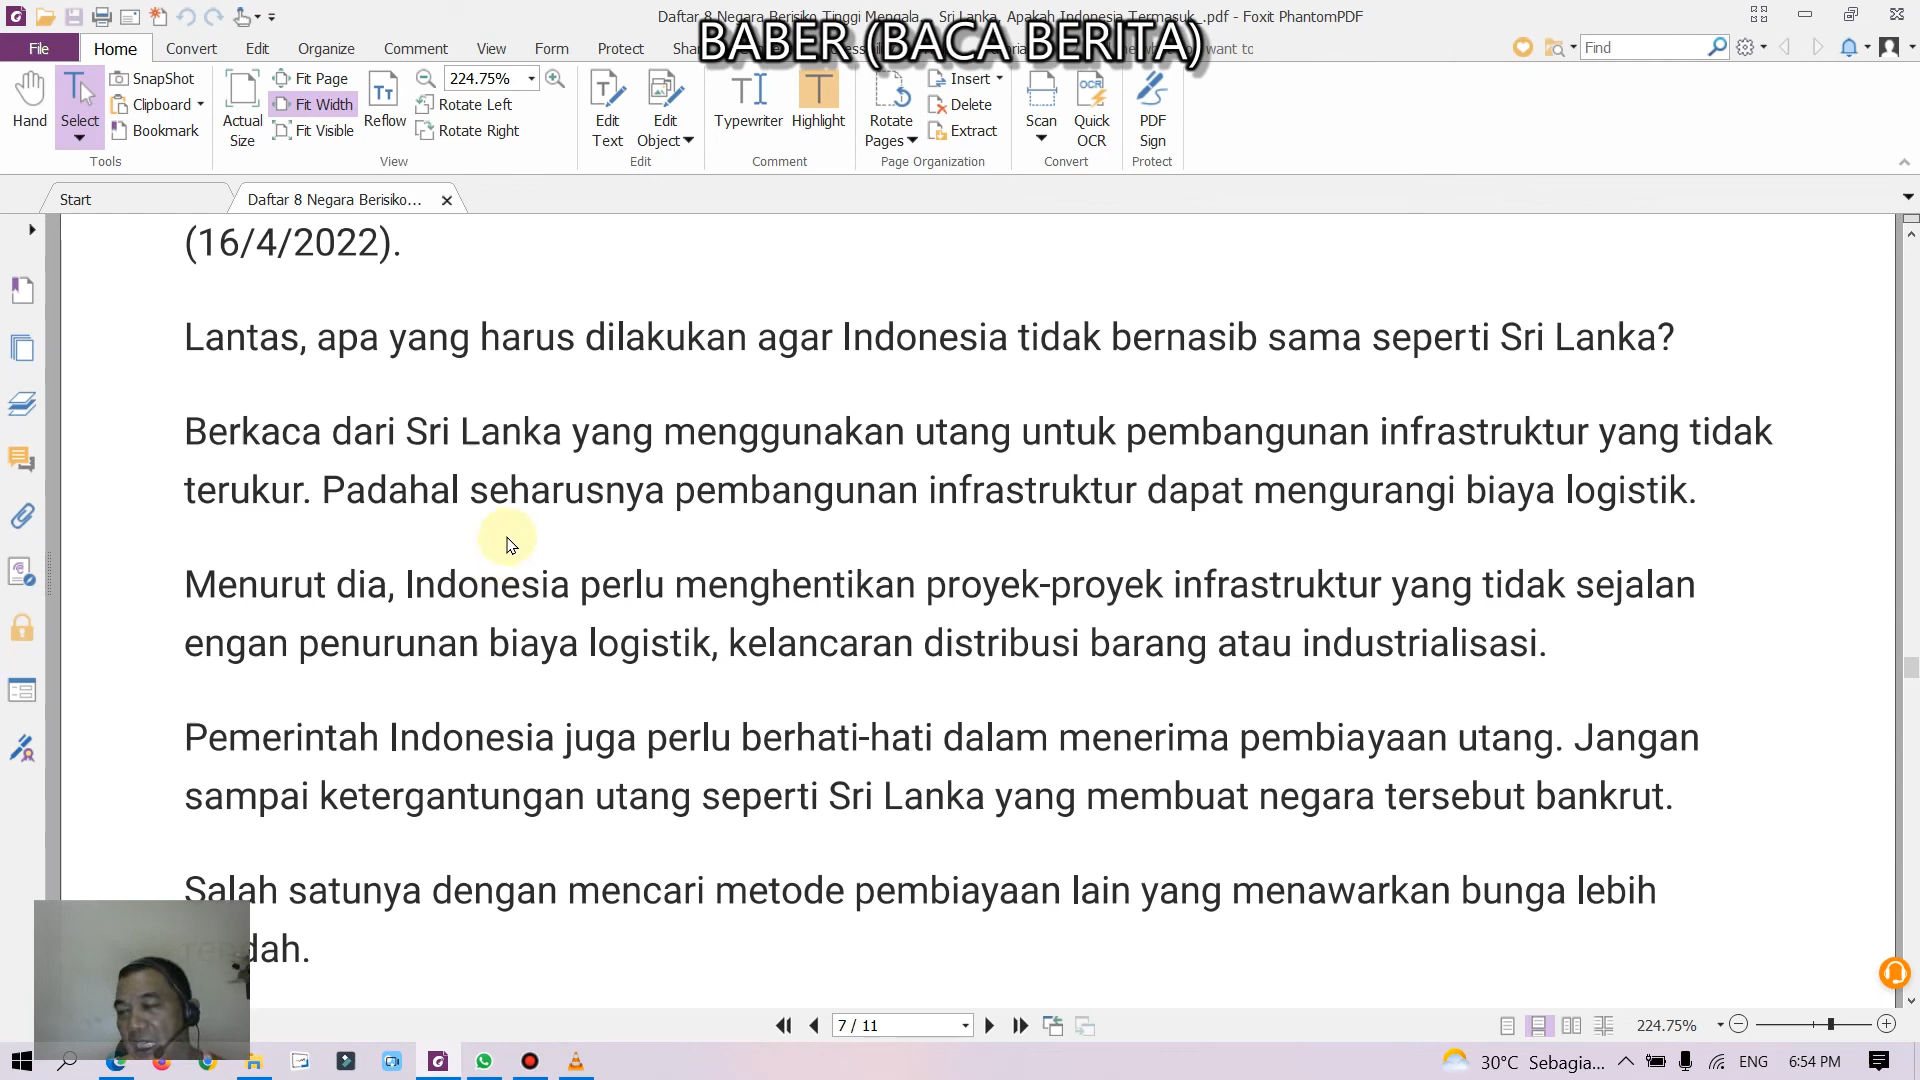 Daftar 8 Negara Berisiko Tinggi Mengala... Sri Lanka, Apakah Indonesia Termasuk_.pdf - Foxit PhantomPDF
BABER (BACA BERITA)
File Home Convert Edit Organize Comment View Form Protect Find
SnapShot Fit Page 224.75% Insert
Clipboard Fit Width Rotate Left Delete
Bookmark Fit Visible Rotate Right Extract
Hand Select Actual Size Reflow Edit Text Edit Object Typewriter Highlight Rotate Pages Scan Quick OCR PDF Sign
Tools View Edit Comment Page Organization Convert Protect
Start Daftar 8 Negara Berisiko...
(16/4/2022).
Lantas, apa yang harus dilakukan agar Indonesia tidak bernasib sama seperti Sri Lanka?
Berkaca dari Sri Lanka yang menggunakan utang untuk pembangunan infrastruktur yang tidak
terukur. Padahal seharusnya pembangunan infrastruktur dapat mengurangi biaya logistik.
Menurut dia, Indonesia perlu menghentikan proyek-proyek infrastruktur yang tidak sejalan
engan penurunan biaya logistik, kelancaran distribusi barang atau industrialisasi.
Pemerintah Indonesia juga perlu berhati-hati dalam menerima pembiayaan utang. Jangan
sampai ketergantungan utang seperti Sri Lanka yang membuat negara tersebut bankrut.
Salah satunya dengan mencari metode pembiayaan lain yang menawarkan bunga lebih
rendah.
7 / 11 224.75%
30°C Sebagia... ENG 6:54 PM